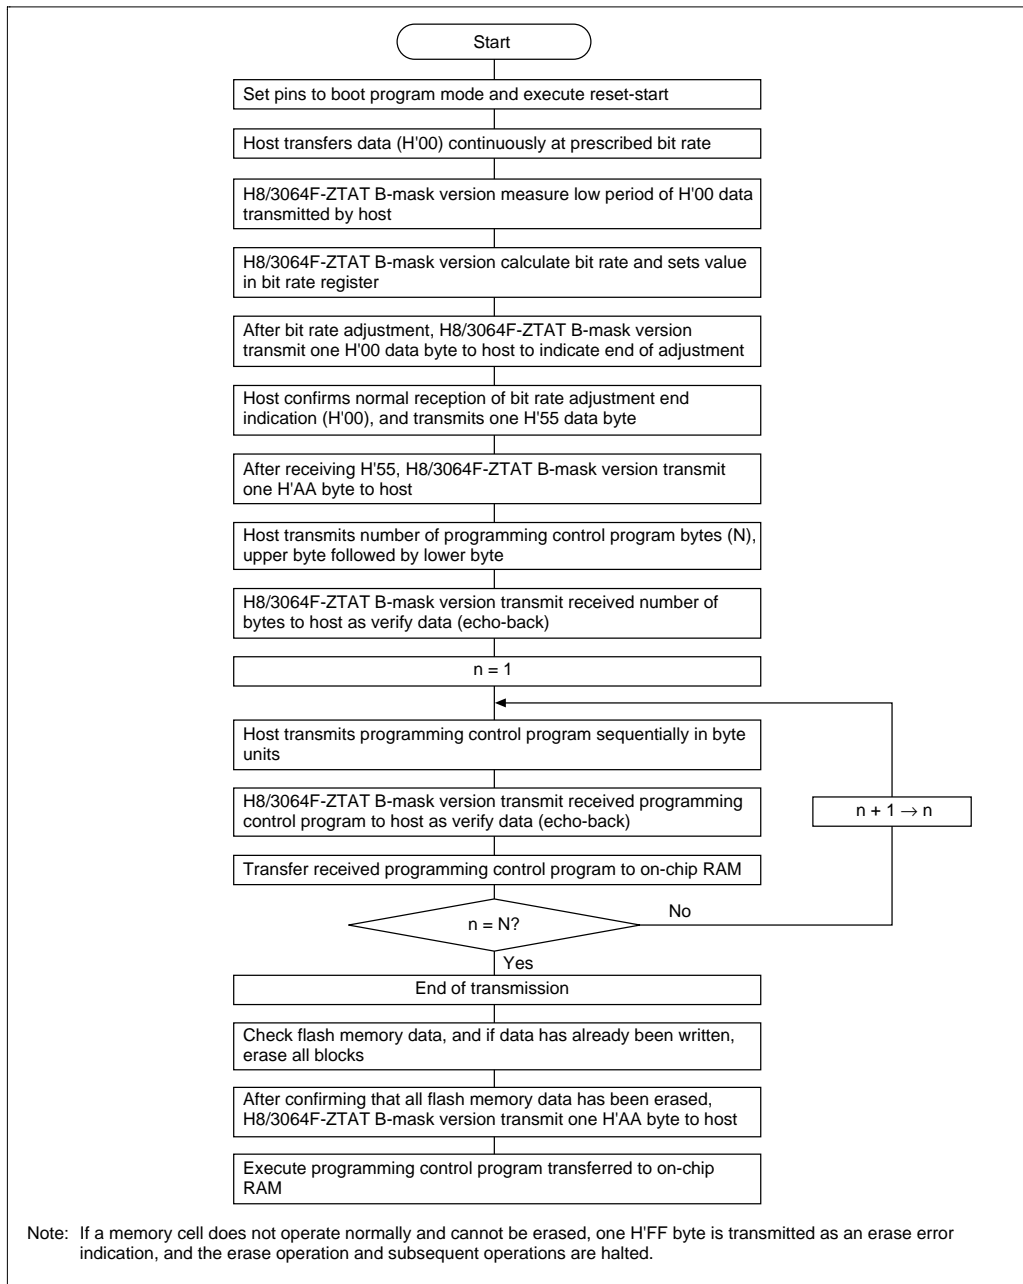 Start
Set pins to boot program mode and execute reset-start
Host transfers data (H'00) continuously at prescribed bit rate
H8/3064F-ZTAT B-mask version measure low period of H'00 data
transmitted by host
H8/3064F-ZTAT B-mask version calculate bit rate and sets value
in bit rate register
After bit rate adjustment, H8/3064F-ZTAT B-mask version
transmit one H'00 data byte to host to indicate end of adjustment
Host confirms normal reception of bit rate adjustment end
indication (H'00), and transmits one H'55 data byte
After receiving H'55, H8/3064F-ZTAT B-mask version transmit
one H'AA byte to host
Host transmits number of programming control program bytes (N),
upper byte followed by lower byte
H8/3064F-ZTAT B-mask version transmit received number of
bytes to host as verify data (echo-back)
n = 1
Host transmits programming control program sequentially in byte
units
H8/3064F-ZTAT B-mask version transmit received programming
control program to host as verify data (echo-back)
n + 1 → n
Transfer received programming control program to on-chip RAM
n = N?
No
Yes
End of transmission
Check flash memory data, and if data has already been written,
erase all blocks
After confirming that all flash memory data has been erased,
H8/3064F-ZTAT B-mask version transmit one H'AA byte to host
Execute programming control program transferred to on-chip
RAM
Note: If a memory cell does not operate normally and cannot be erased, one H'FF byte is transmitted as an erase error
indication, and the erase operation and subsequent operations are halted.